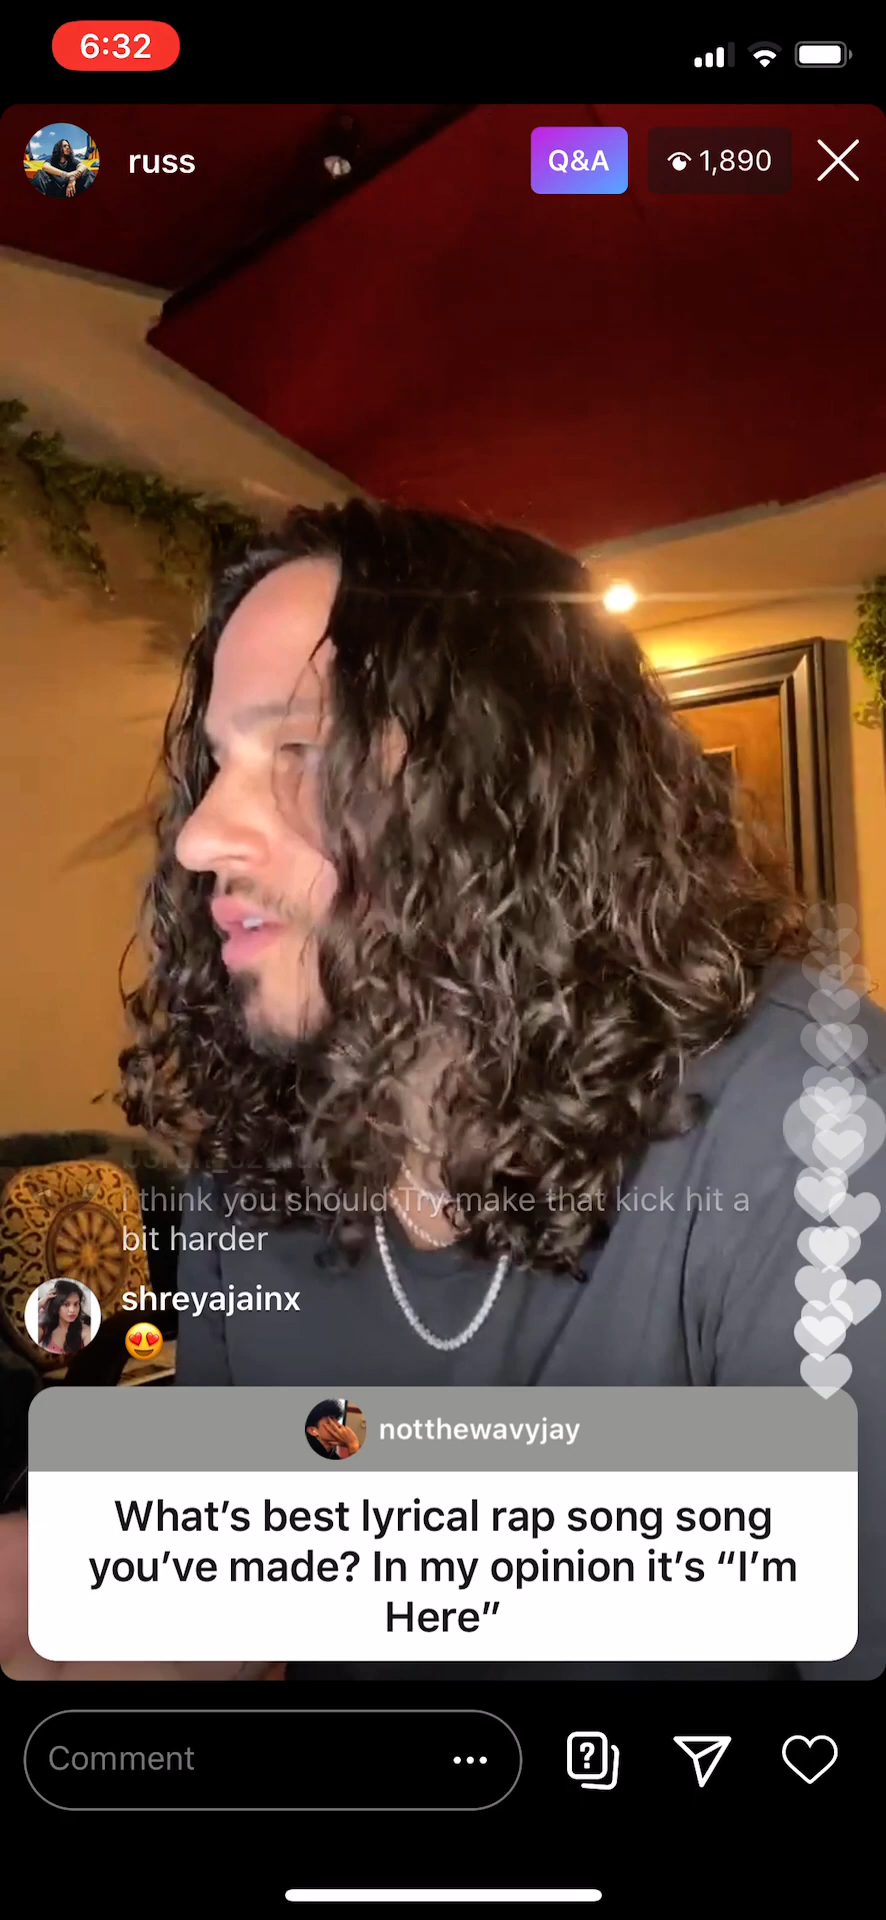 6:32
russ
Q&A
1,890
I think you should Try make that kick hit a
bit harder
shreyajainx
😍
notthewavyjay
What's best lyrical rap song song
you've made? In my opinion it's “I'm
Here”
Comment